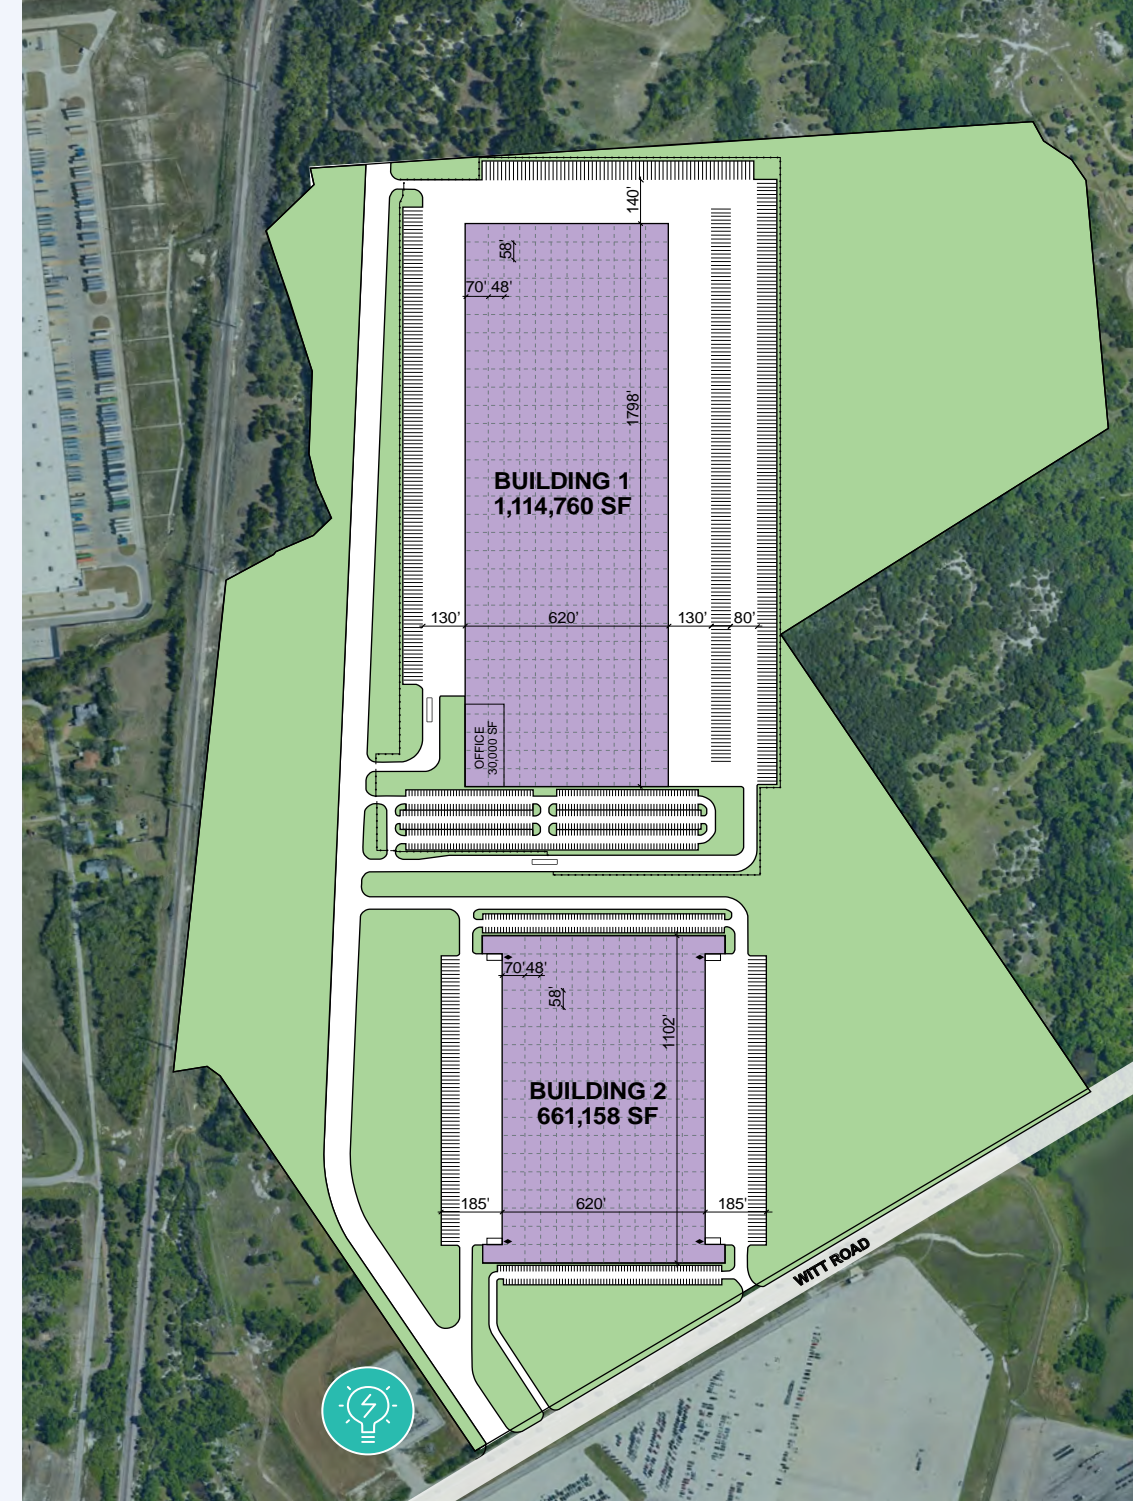 140'
58'
70' 48'
1798'
BUILDING 1
1,114,760 SF
130'
620'
130'
80'
OFFICE
30,000 SF
70' 48'
58'
1102'
BUILDING 2
661,158 SF
185'
620'
185'
WITT ROAD